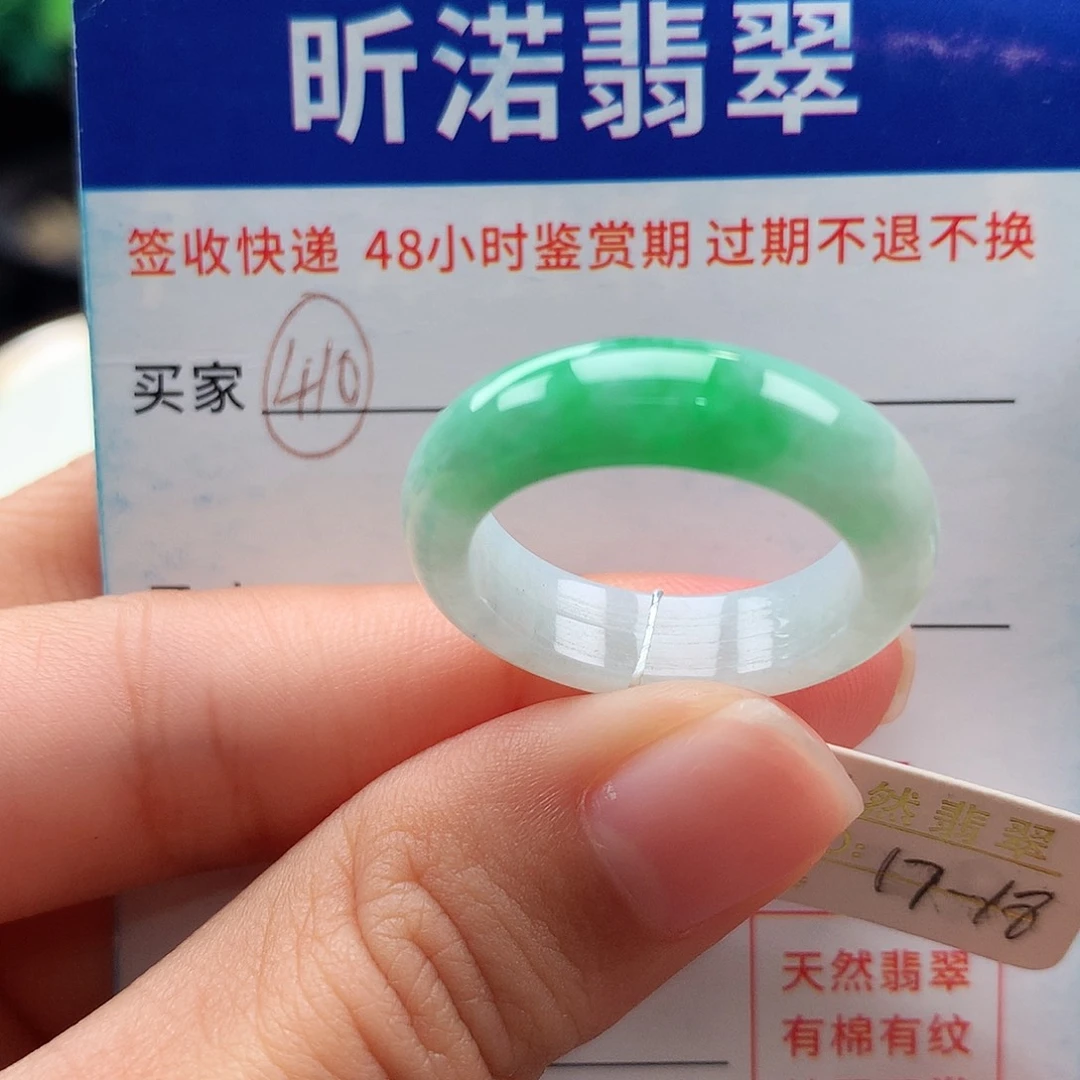 昕渃翡翠
签收快递 48小时鉴赏期 过期不退不换
买家 410
然翡翠
17-18
天然翡翠
有棉有纹